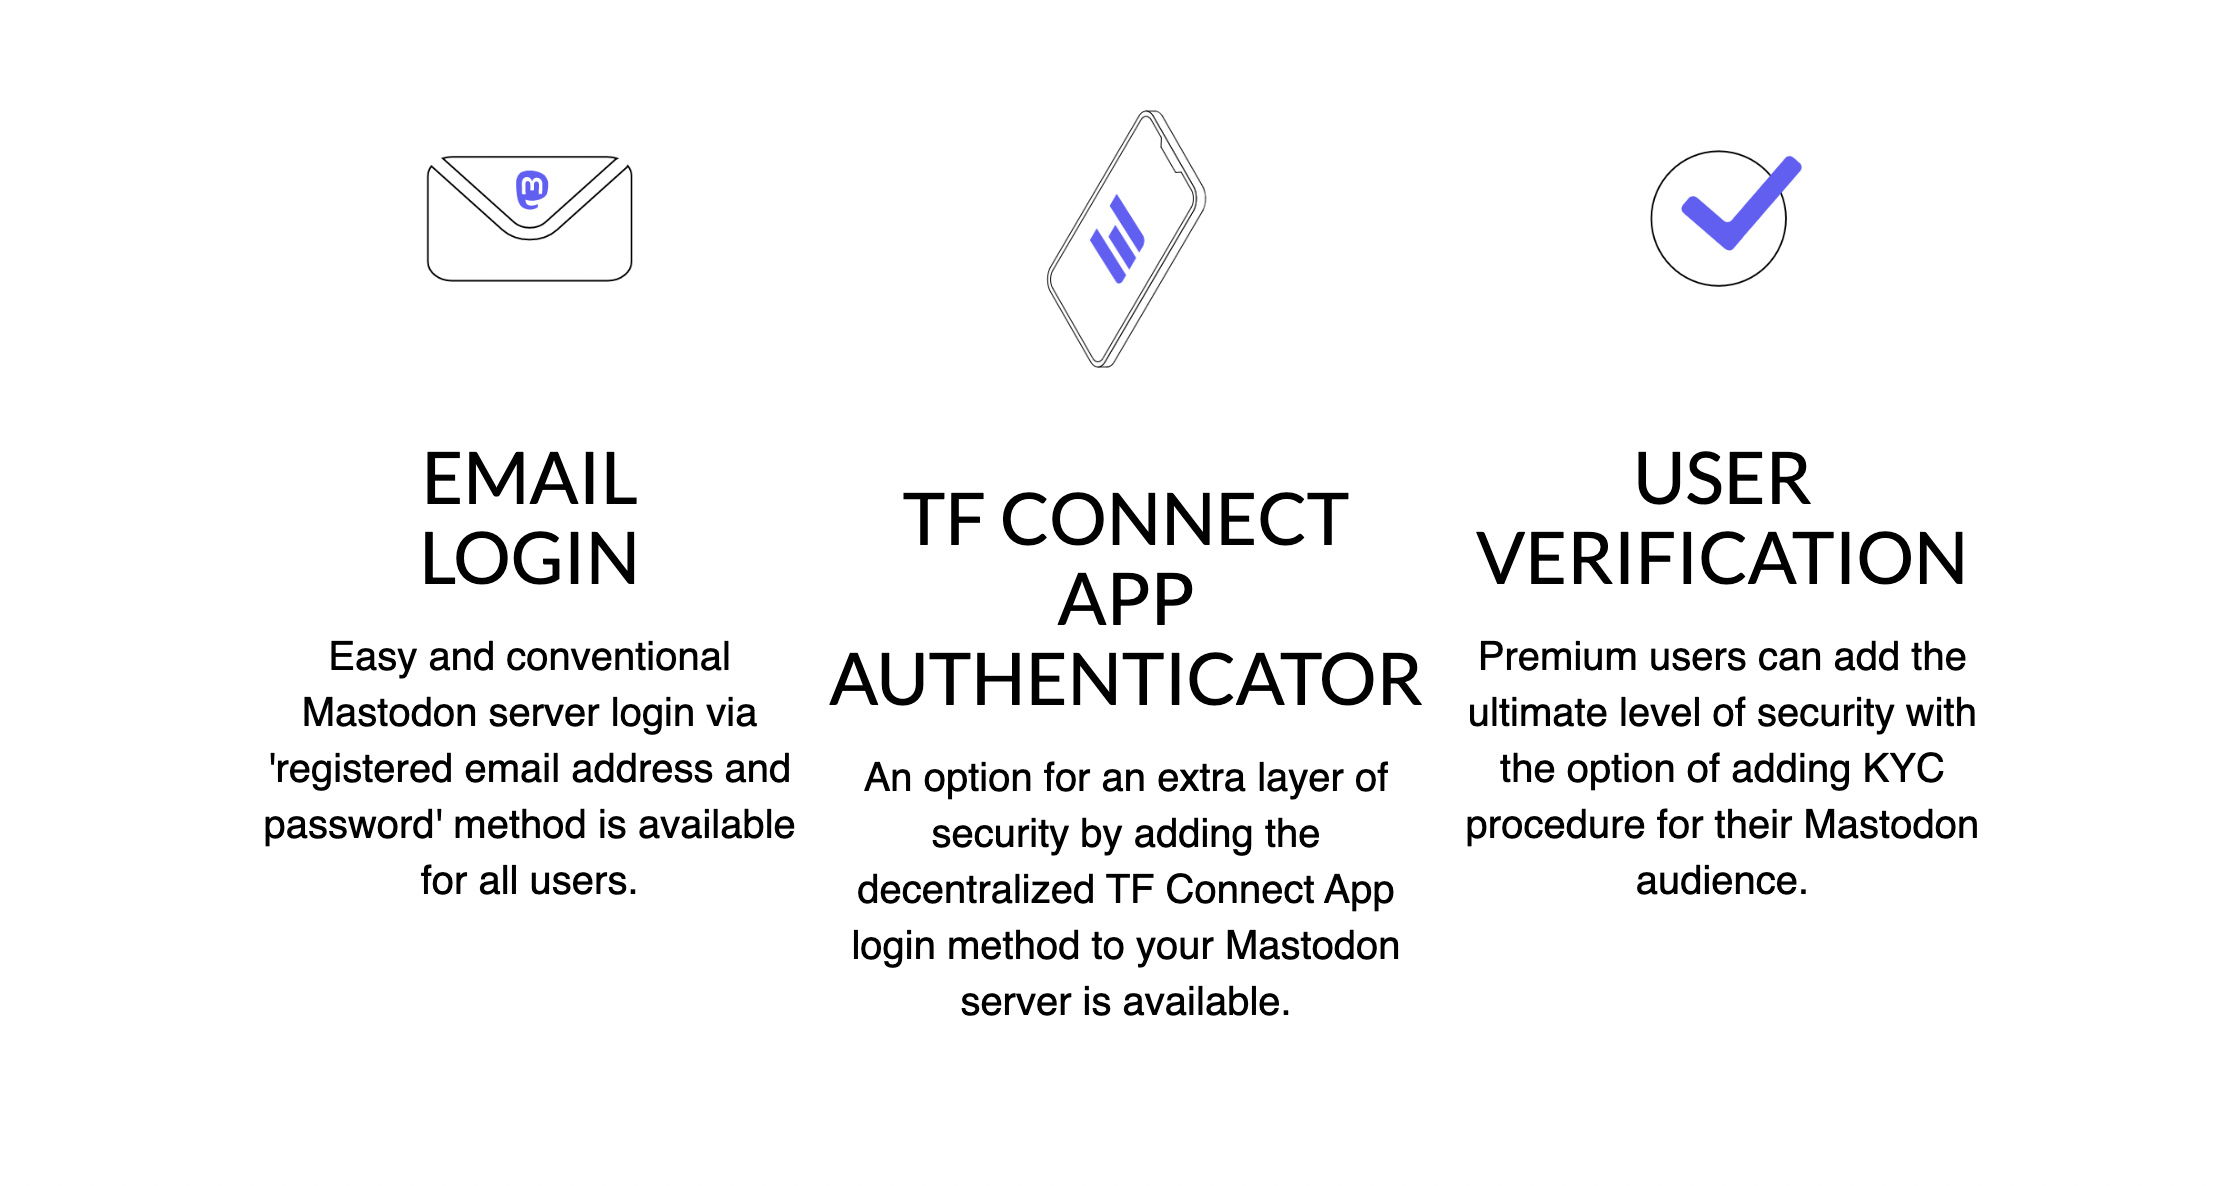 EMAIL
LOGIN
Easy and conventional
Mastodon server login via
'registered email address and
password' method is available
for all users.
TF CONNECT
APP
AUTHENTICATOR
An option for an extra layer of
security by adding the
decentralized TF Connect App
login method to your Mastodon
server is available.
USER
VERIFICATION
Premium users can add the
ultimate level of security with
the option of adding KYC
procedure for their Mastodon
audience.